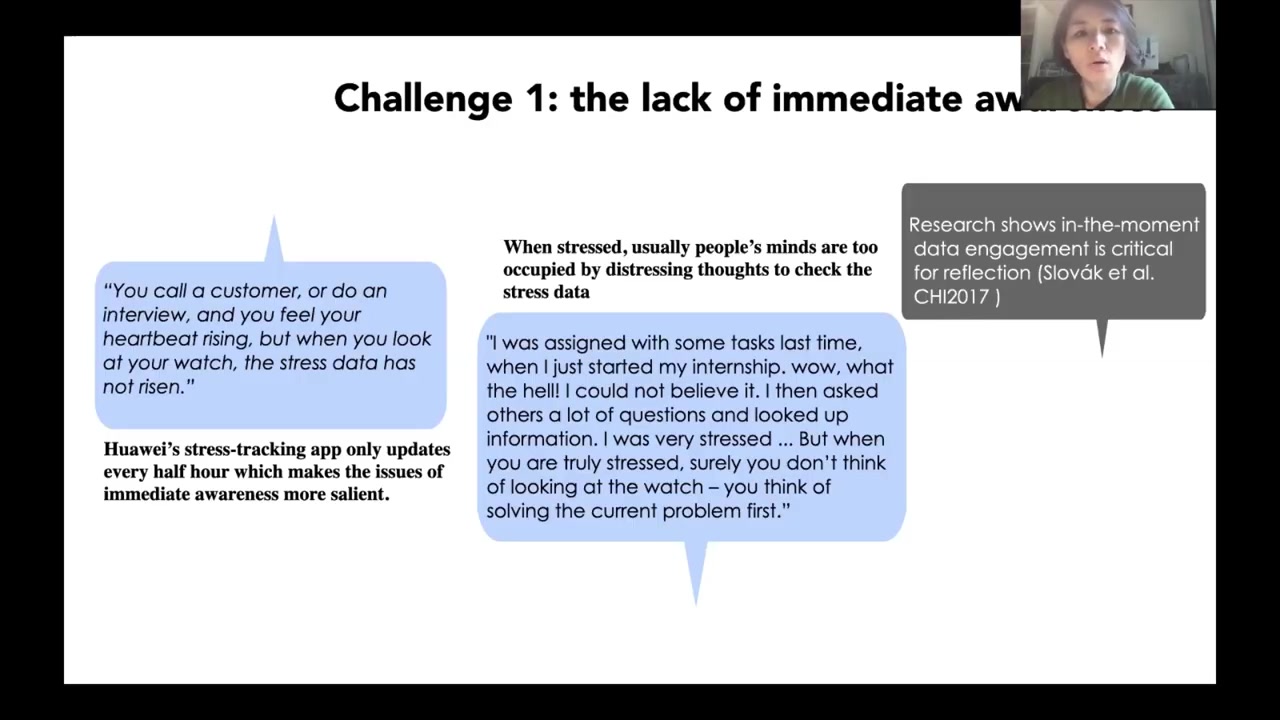 Challenge 1: the lack of immediate
“You call a customer, or do an
interview, and you feel your
heartbeat rising, but when you look
at your watch, the stress data has
not risen.”
Huawei’s stress-tracking app only updates
every half hour which makes the issues of
immediate awareness more salient.
When stressed, usually people’s minds are too
occupied by distressing thoughts to check the
stress data
"I was assigned with some tasks last time,
when I just started my internship. wow, what
the hell! I could not believe it. I then asked
others a lot of questions and looked up
information. I was very stressed ... But when
you are truly stressed, surely you don’t think
of looking at the watch – you think of
solving the current problem first.”
Research shows in-the-moment
data engagement is critical
for reflection (Slovák et al.
CHI2017 )